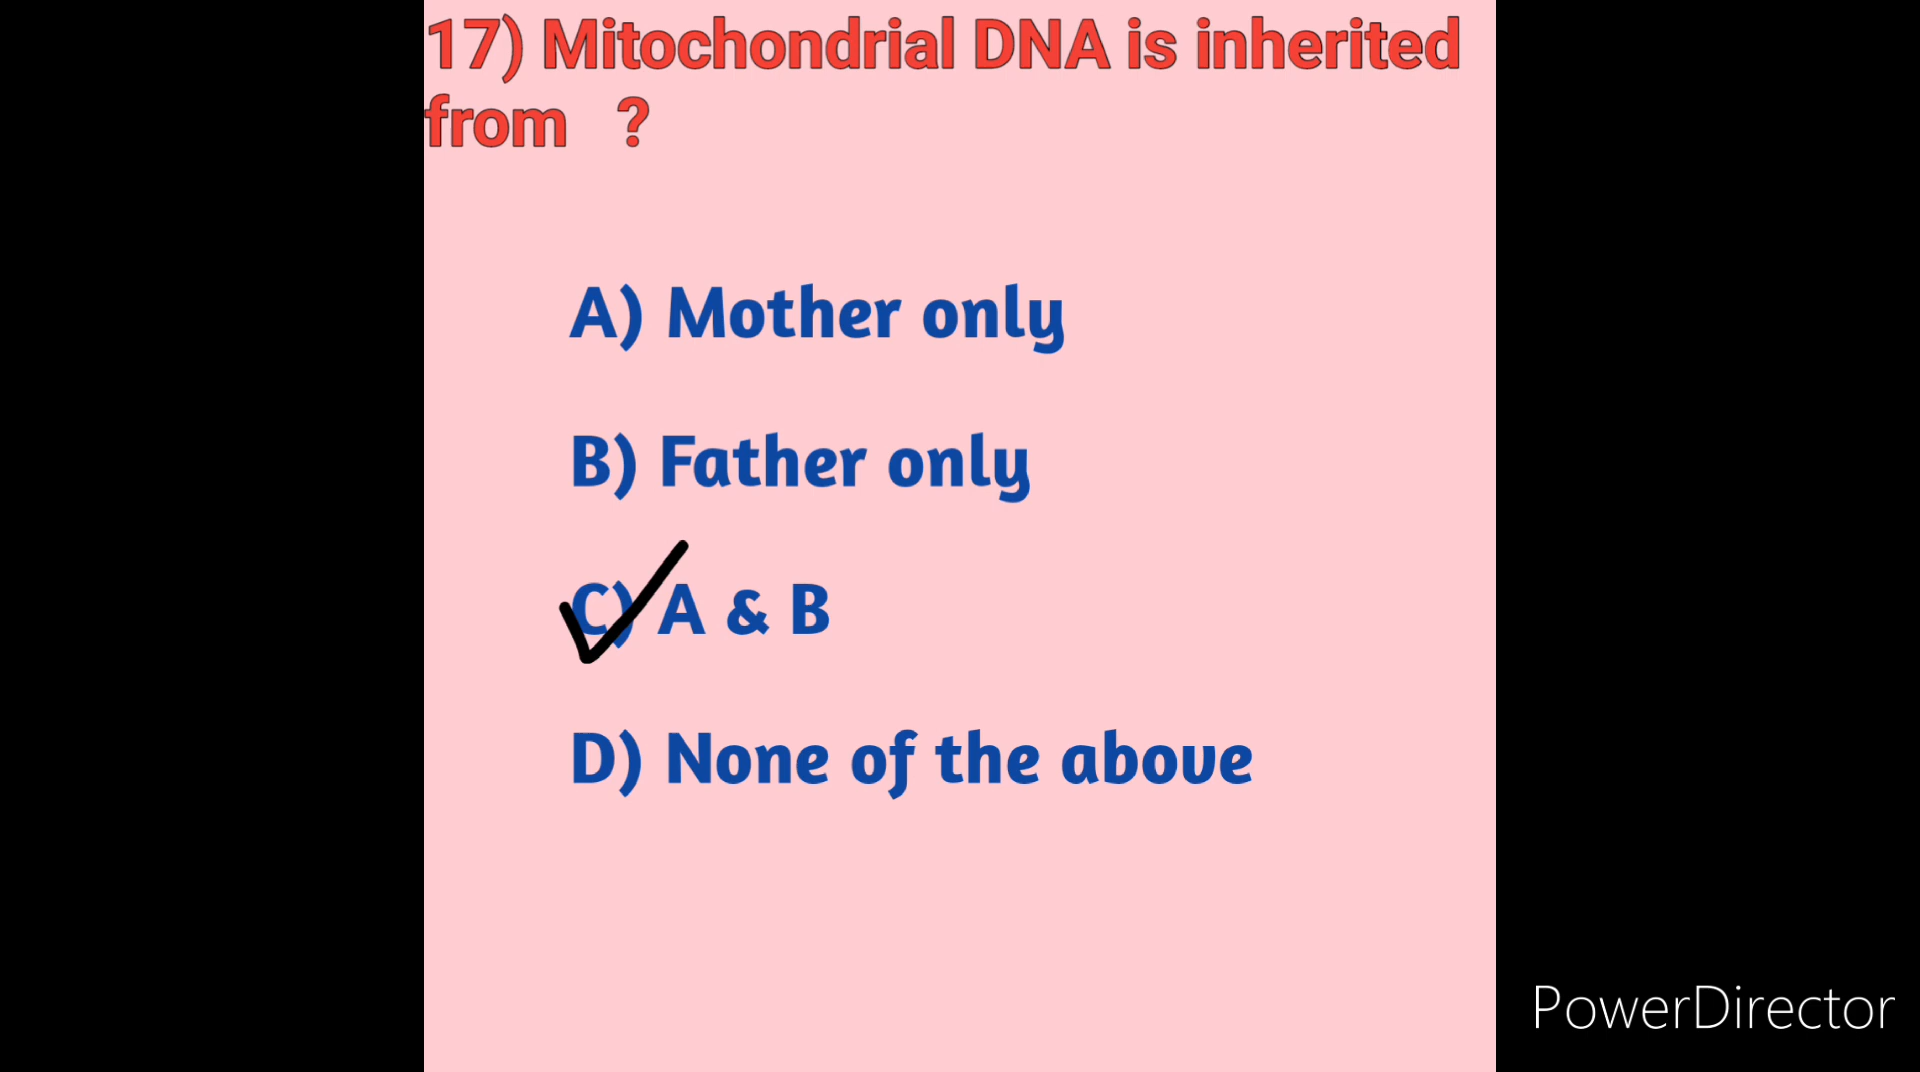 17) Mitochondrial DNA is inherited
from ?
A) Mother only
B) Father only
C) A & B
D) None of the above
PowerDirector